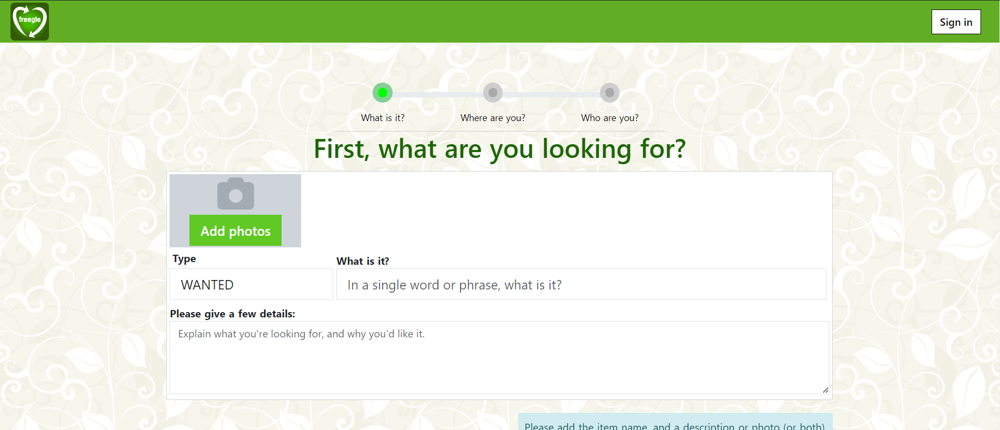 freegle
Sign in
What is it?
Where are you?
Who are you?
First, what are you looking for?
Add photos
Type
What is it?
WANTED
In a single word or phrase, what is it?
Please give a few details:
Explain what you're looking for, and why you'd like it.
Please add the item name, and a description or photo (or both)